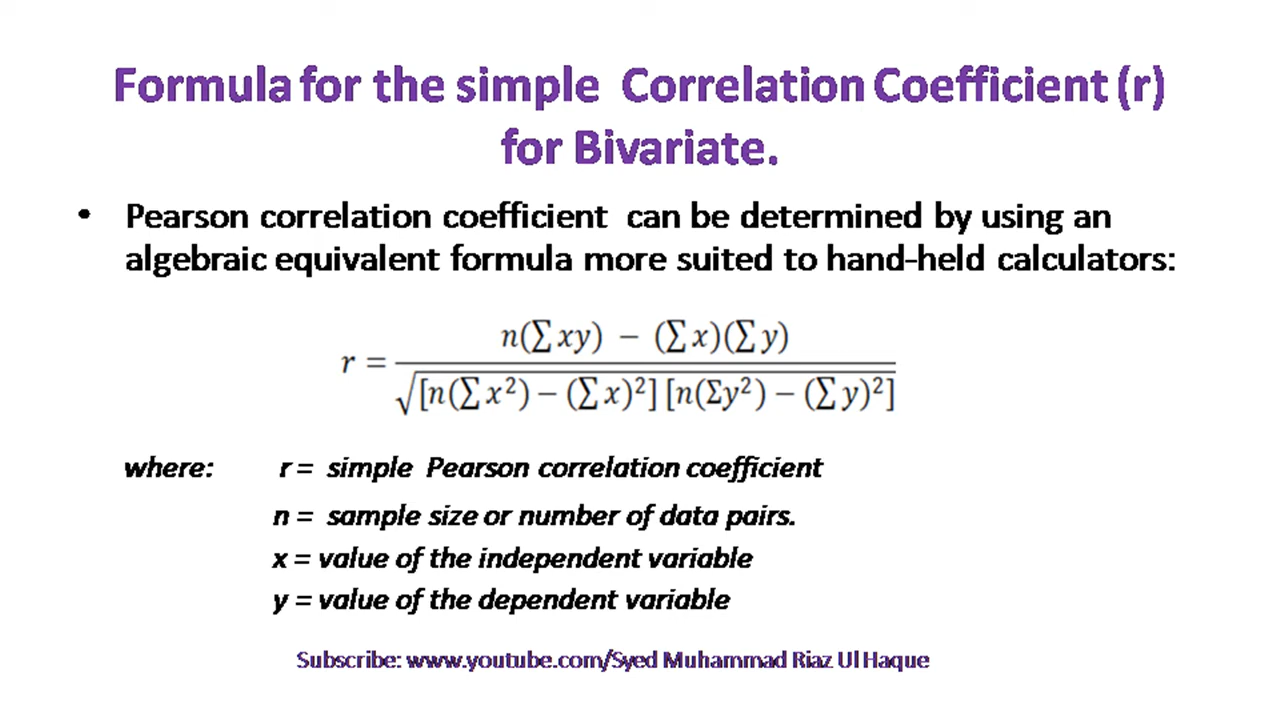 Formula for the simple Correlation Coefficient (r)
for Bivariate.
• Pearson correlation coefficient can be determined by using an
algebraic equivalent formula more suited to hand-held calculators:
r = n(∑ xy) − (∑ x)(∑ y) / √[n(∑ x²) − (∑ x)²] [n(Σy²) − (∑ y)²]
where: r = simple Pearson correlation coefficient
n = sample size or number of data pairs.
x = value of the independent variable
y = value of the dependent variable
Subscribe: www.youtube.com/Syed Muhammad Riaz Ul Haque